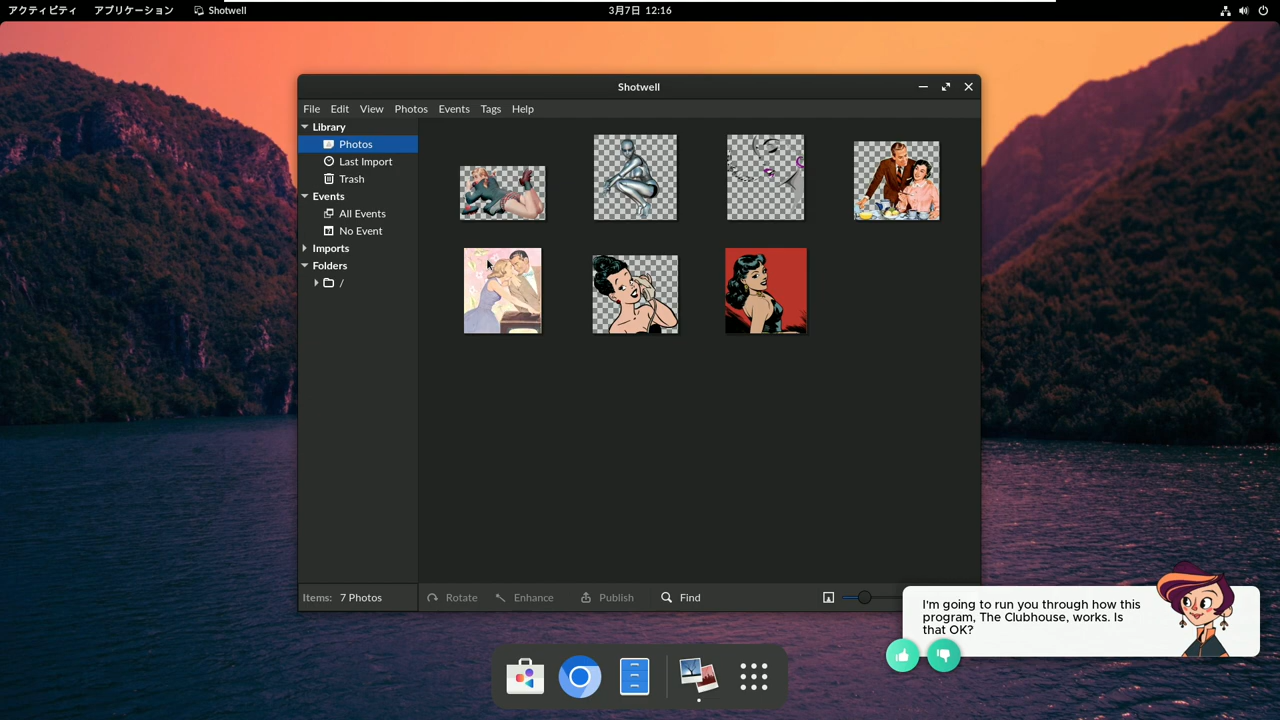 アクティビティ アプリケーション Shotwell 3月7日 12:16
Shotwell
File Edit View Photos Events Tags Help
Library
Photos
Last Import
Trash
Events
All Events
No Event
Imports
Folders
/
Items: 7 Photos Rotate Enhance Publish Find
I'm going to run you through how this
program, The Clubhouse, works. Is
that OK?